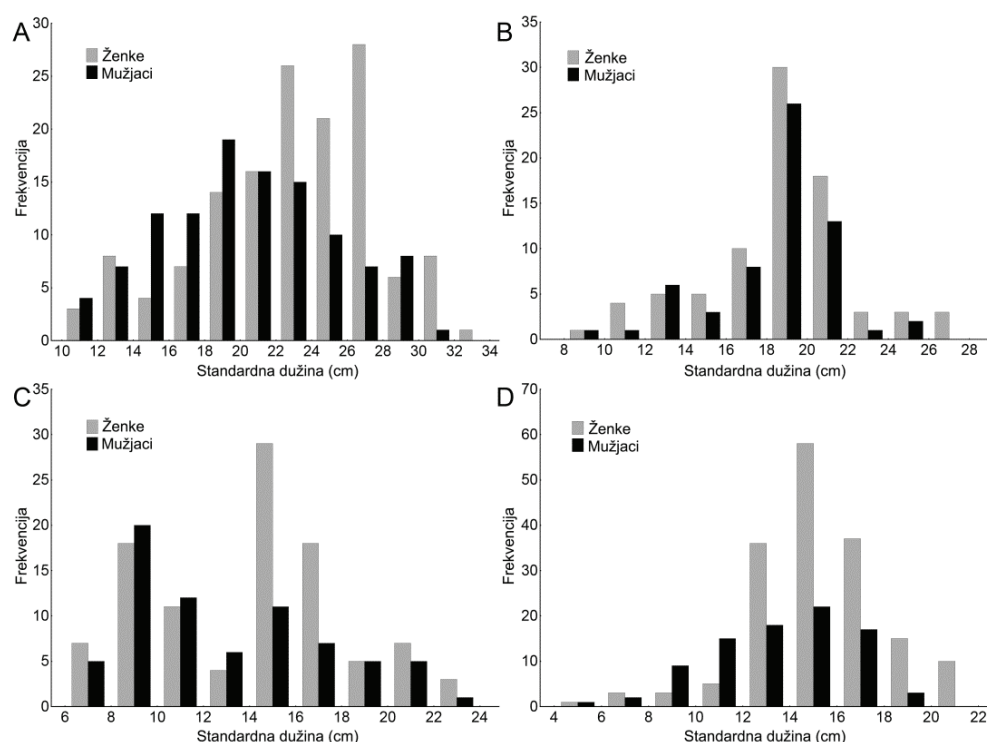 A
Frekvencija
30
25
20
15
10
5
0
Ženke
Mužjaci
10 12 14 16 18 20 22 24 26 28 30 32 34
Standardna dužina (cm)
B
Frekvencija
35
30
25
20
15
10
5
0
Ženke
Mužjaci
8 10 12 14 16 18 20 22 24 26 28
Standardna dužina (cm)
C
Frekvencija
35
30
25
20
15
10
5
0
Ženke
Mužjaci
6 8 10 12 14 16 18 20 22 24
Standardna dužina (cm)
D
Frekvencija
70
60
50
40
30
20
10
0
Ženke
Mužjaci
4 6 8 10 12 14 16 18 20 22
Standardna dužina (cm)